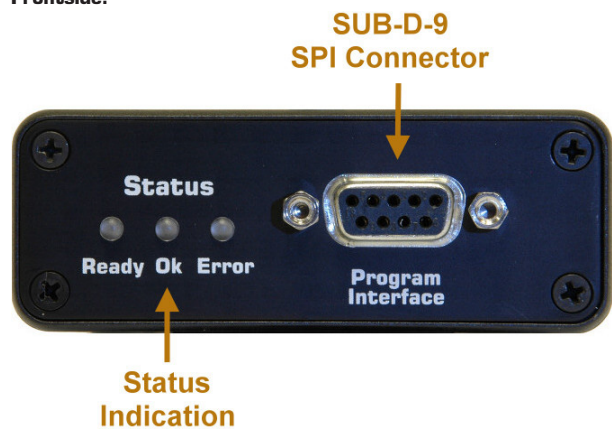 Frontside:
SUB-D-9
SPI Connector
Status
Ready Ok Error
Program
Interface
Status
Indication